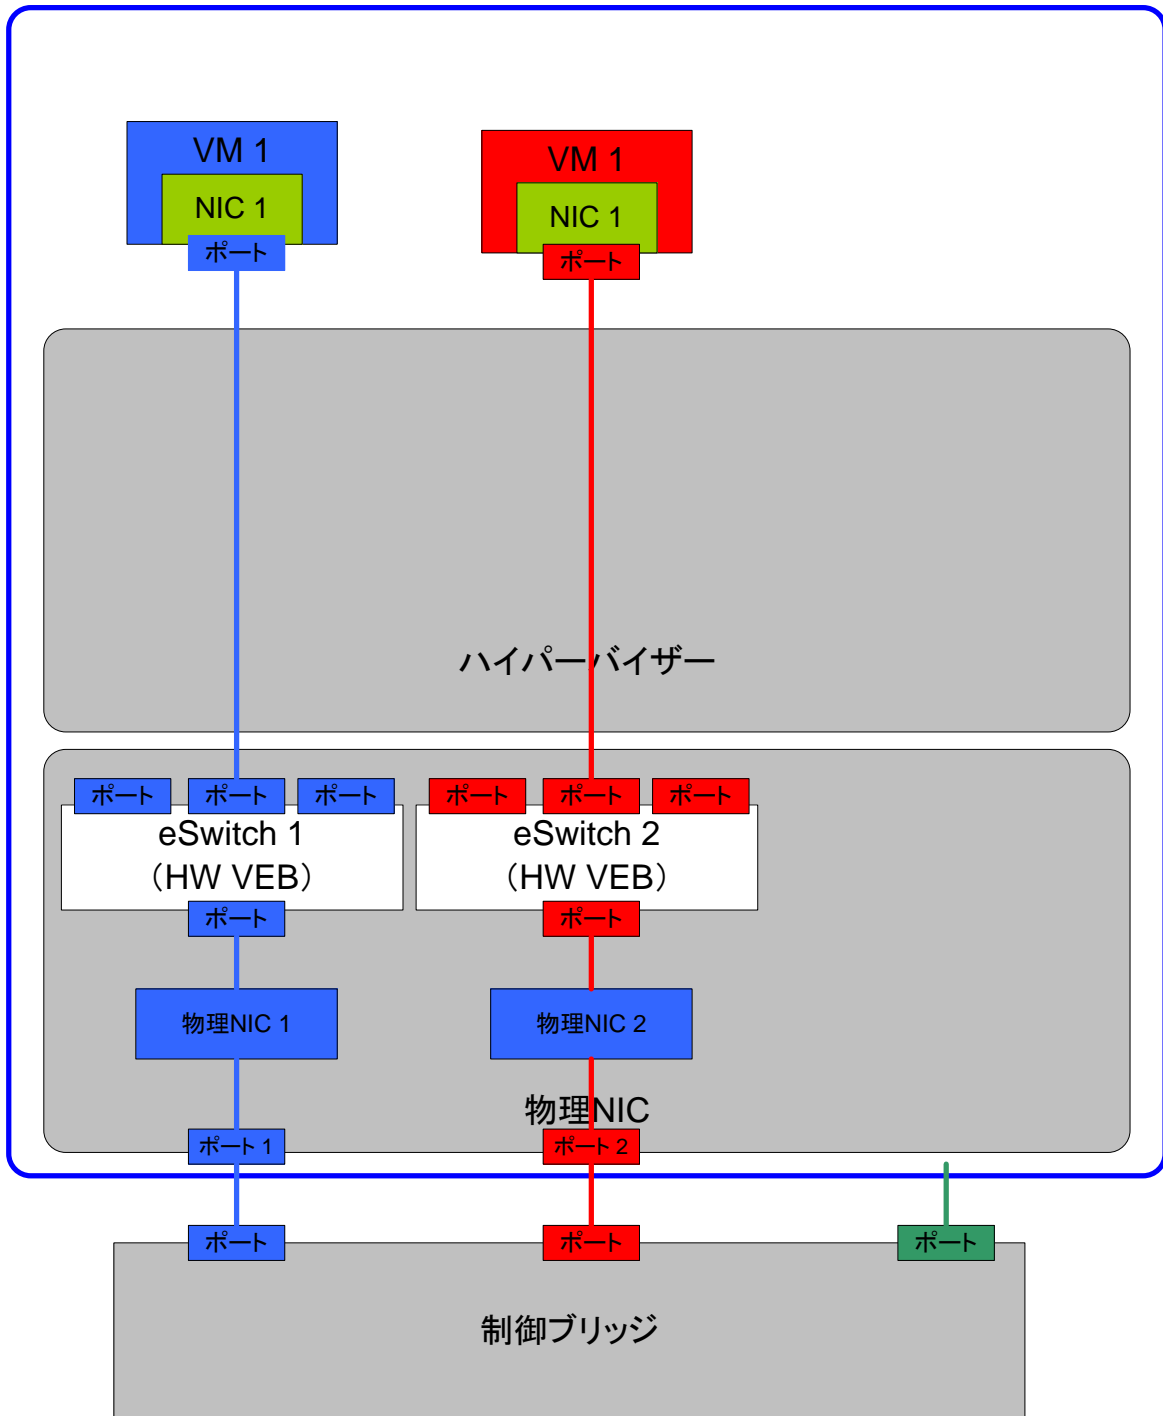 VM 1
NIC 1
ポート
VM 1
NIC 1
ポート
ハイパーバイザー
ポート
ポート
ポート
eSwitch 1
（HW VEB）
ポート
ポート
ポート
ポート
eSwitch 2
（HW VEB）
ポート
物理NIC 1
物理NIC 2
物理NIC
ポート 1
ポート 2
ポート
ポート
ポート
制御ブリッジ